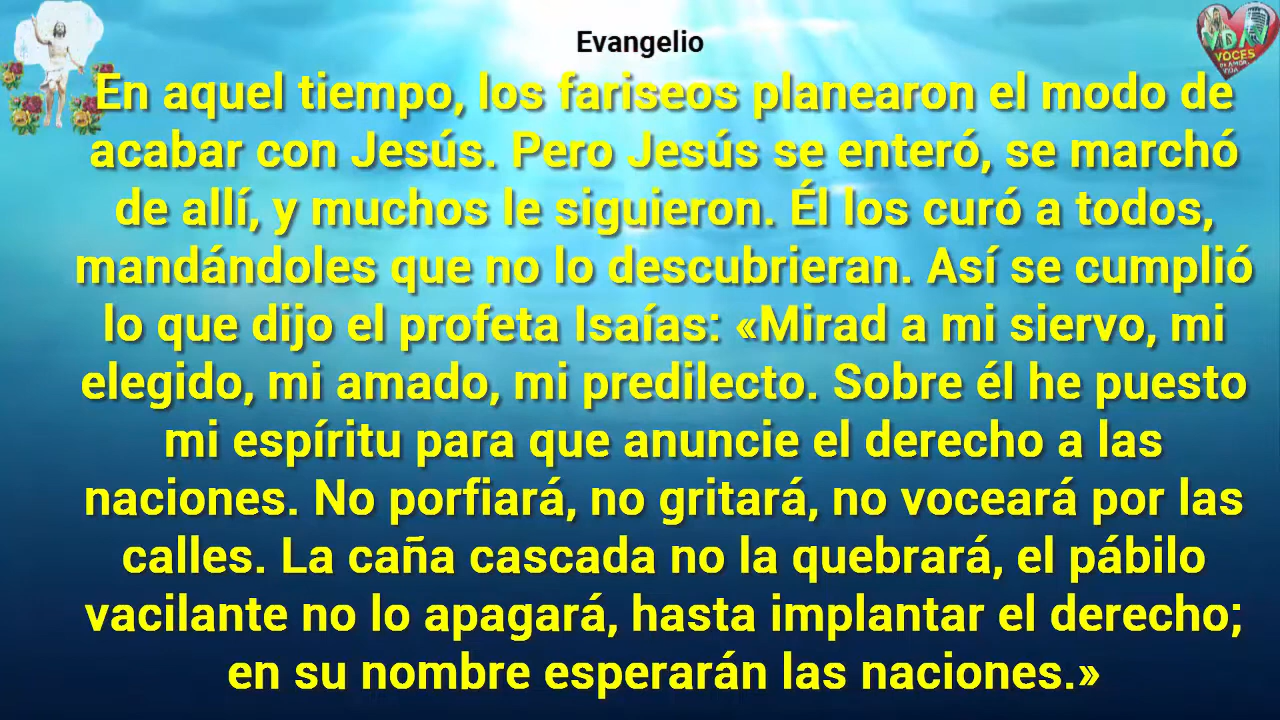 Evangelio
En aquel tiempo, los fariseos planearon el modo de
acabar con Jesús. Pero Jesús se enteró, se marchó
de allí, y muchos le siguieron. Él los curó a todos,
mandándoles que no lo descubrieran. Así se cumplió
lo que dijo el profeta Isaías: «Mirad a mi siervo, mi
elegido, mi amado, mi predilecto. Sobre él he puesto
mi espíritu para que anuncie el derecho a las
naciones. No porfiará, no gritará, no voceará por las
calles. La caña cascada no la quebrará, el pábilo
vacilante no lo apagará, hasta implantar el derecho;
en su nombre esperarán las naciones.»
VOCES